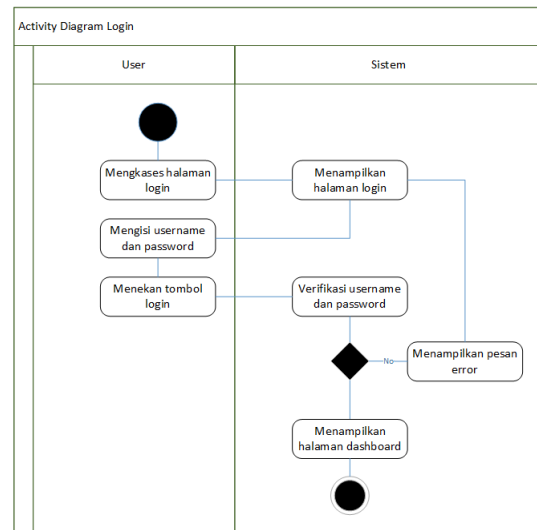 Activity Diagram Login
User
Sistem
Mengkases halaman
login
Menampilkan
halaman login
Mengisi username
dan password
Menekan tombol
login
Verifikasi username
dan password
No
Menampilkan pesan
error
Menampilkan
halaman dashboard